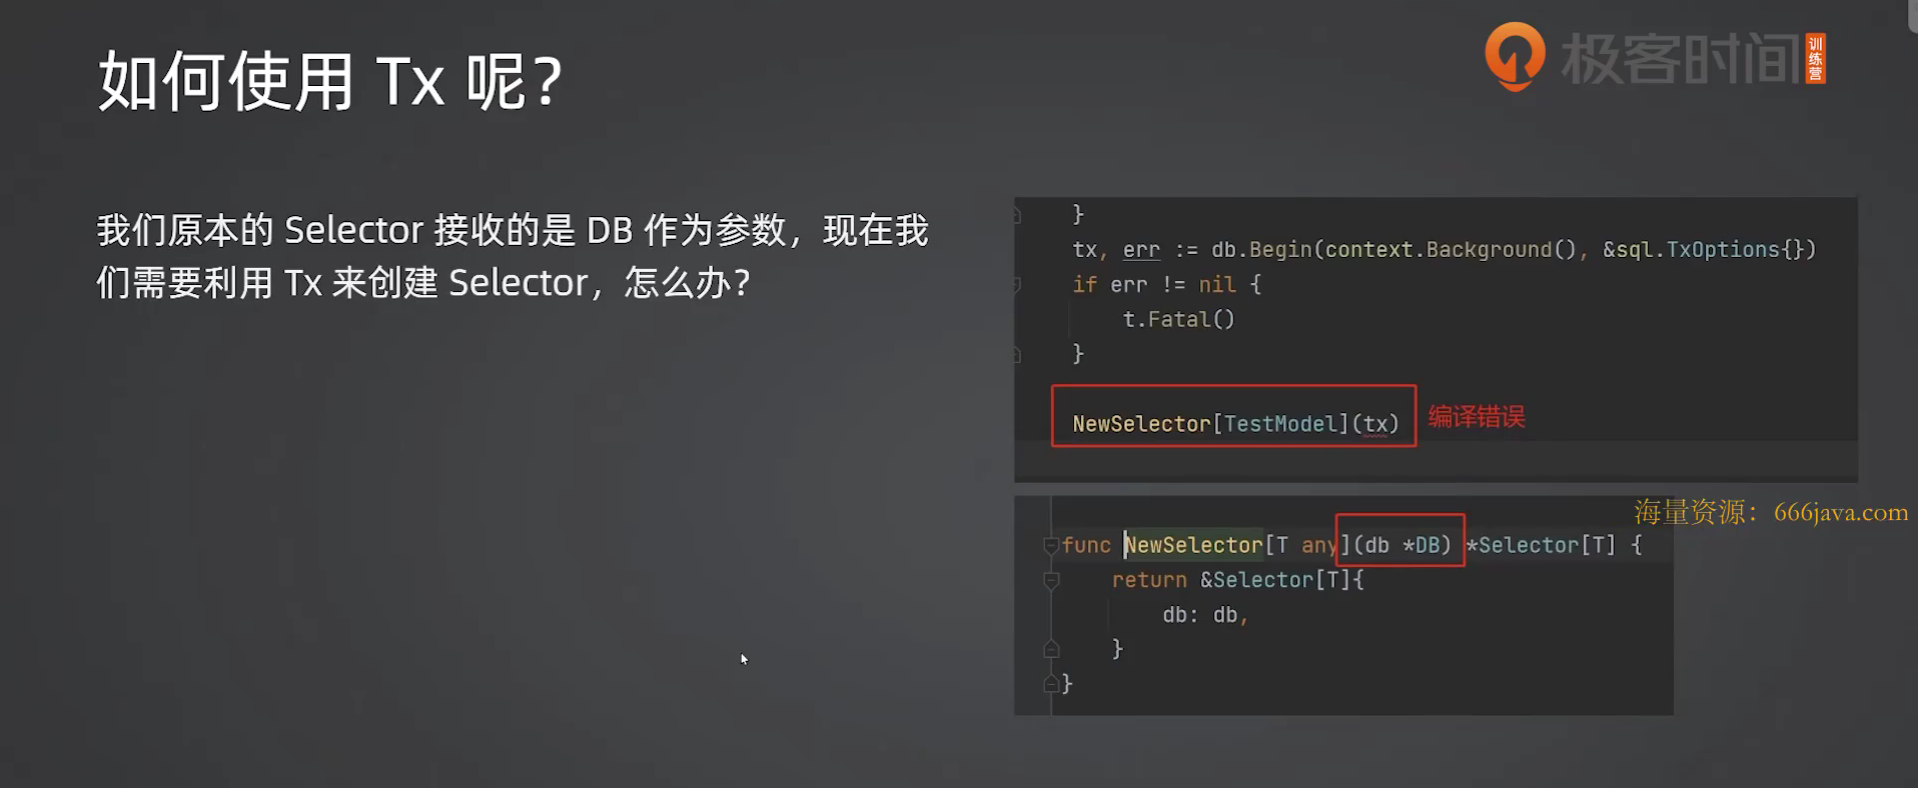 如何使用 Tx 呢？
极客时间
训练营
我们原本的 Selector 接收的是 DB 作为参数，现在我
们需要利用 Tx 来创建 Selector，怎么办？
}
tx, err := db.Begin(context.Background(), &sql.TxOptions{})
if err != nil {
t.Fatal()
}
NewSelector[TestModel](tx)
编译错误
海量资源：666java.com
func NewSelector[T any](db *DB) *Selector[T] {
return &Selector[T]{
db: db,
}
}